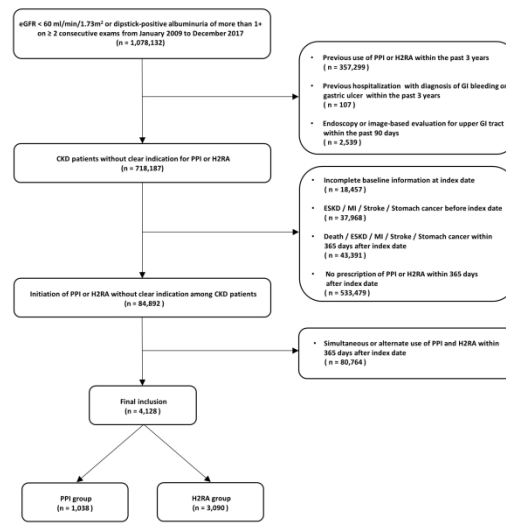 eGFR < 60 ml/min/1.73m² or dipstick-positive albuminuria of more than 1+
on ≥ 2 consecutive exams from January 2009 to December 2017
(n = 1,078,132)
• Previous use of PPI or H2RA within the past 3 years
( n = 357,299)
• Previous hospitalization with diagnosis of GI bleeding or
gastric ulcer within the past 3 years
( n = 107)
• Endoscopy or image-based evaluation for upper GI tract
within the past 90 days
( n = 2,539)
CKD patients without clear indication for PPI or H2RA
(n = 718,187)
• Incomplete baseline information at index date
( n = 18,457)
• ESKD / MI / Stroke / Stomach cancer before index date
( n = 37,968)
• Death / ESKD / MI / Stroke / Stomach cancer within
365 days after index date
( n = 43,391)
• No prescription of PPI or H2RA within 365 days
after index date
( n = 533,479)
Initiation of PPI or H2RA without clear indication among CKD patients
(n = 84,892)
• Simultaneous or alternate use of PPI and H2RA within
365 days after index date
( n = 80,764)
Final inclusion
(n = 4,128 )
PPI group
(n = 1,038)
H2RA group
(n = 3,090)